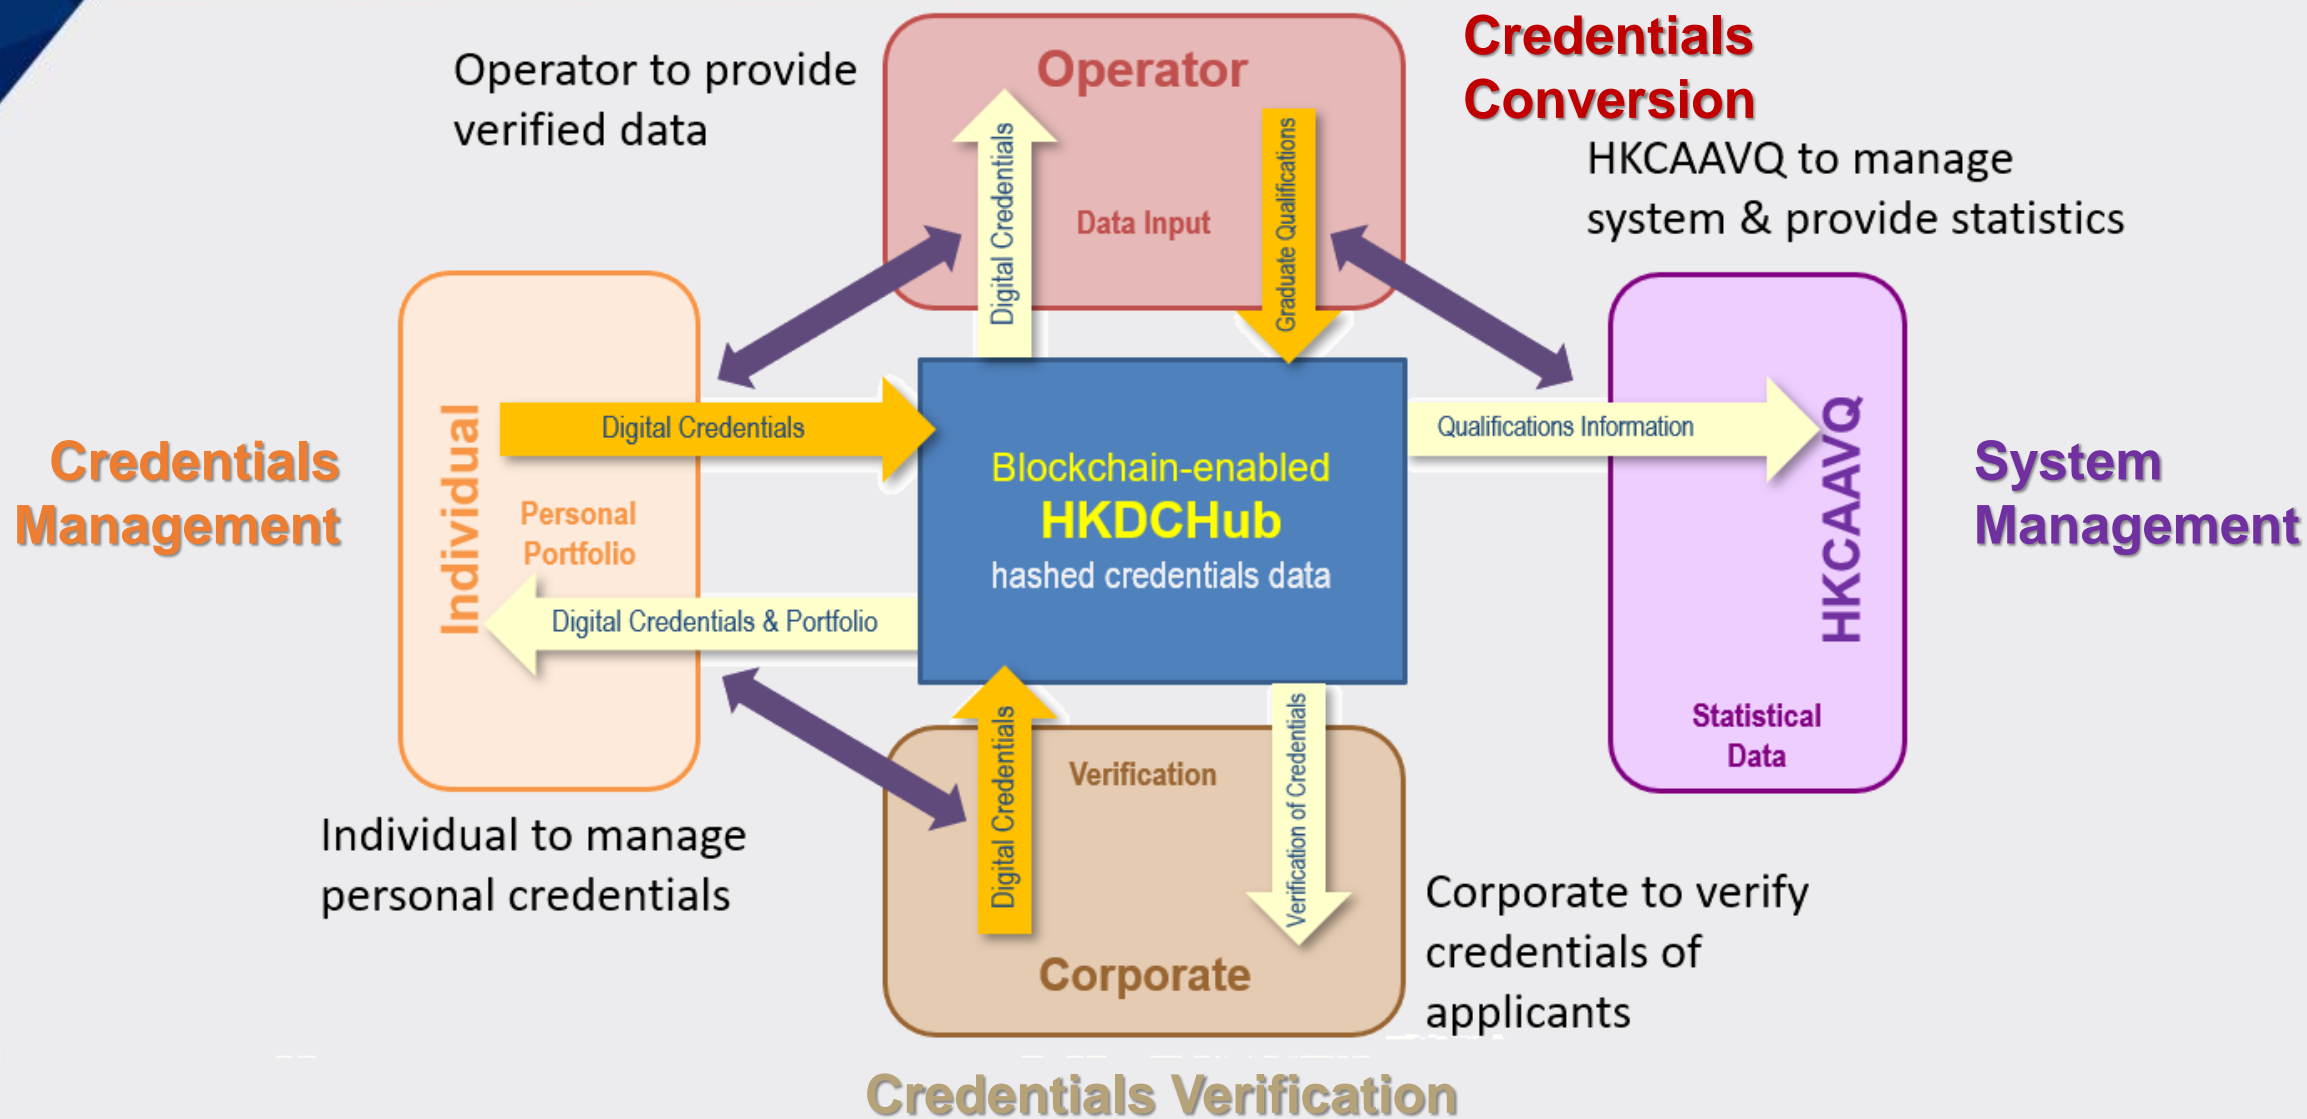 Operator to provide
verified data
Operator
Data Input
Digital Credentials
Graduate Qualifications
Credentials
Conversion
HKCAAVQ to manage
system & provide statistics
Credentials
Management
Individual
Personal
Portfolio
Digital Credentials
Digital Credentials & Portfolio
Blockchain-enabled
HKDCHub
hashed credentials data
Qualifications Information
HKCAAVQ
Statistical
Data
System
Management
Individual to manage
personal credentials
Digital Credentials
Verification
Verification of Credentials
Corporate
Corporate to verify
credentials of
applicants
Credentials Verification